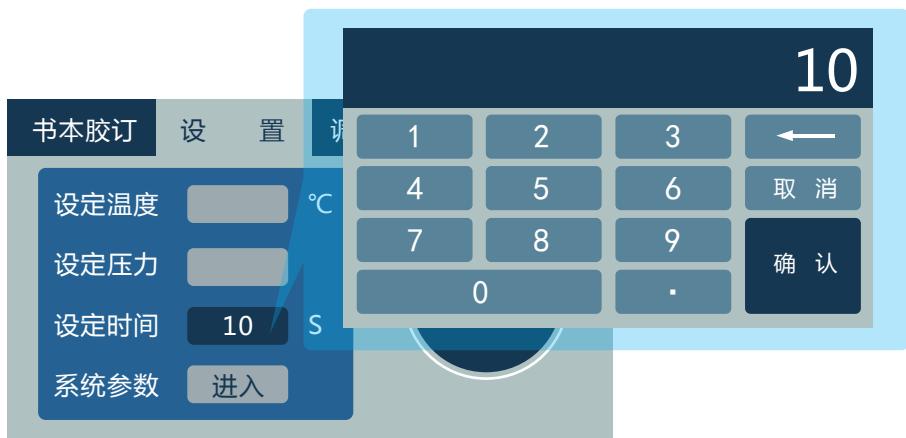 书本胶订 设 置 调
设定温度 ℃
设定压力
设定时间 10 S
系统参数 进入
10
1 2 3 ←
4 5 6 取 消
7 8 9 确 认
0 .